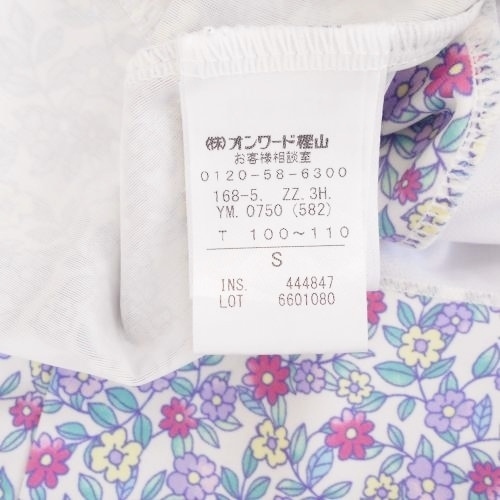 ㈱オンワード樫山
お客様相談室
0120-58-6300
168-5. ZZ.3H.
YM.0750(582)
T 100〜110
S
INS. 444847
LOT 6601080